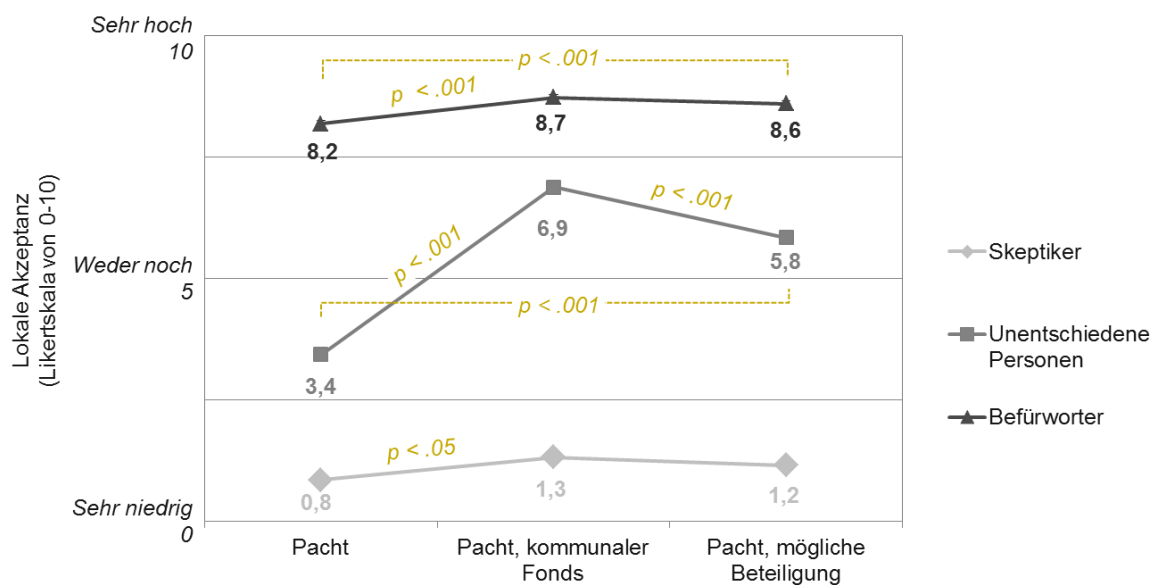 Sehr hoch
10
p < .001
p < .001
8,2
8,7
8,6
p < .001
p < .001
6,9
5,8
Weder noch
5
p < .001
3,4
p < .05
0,8
1,3
1,2
Sehr niedrig
0
Lokale Akzeptanz
(Likertskala von 0-10)
Pacht
Pacht, kommunaler
Fonds
Pacht, mögliche
Beteiligung
Skeptiker
Unentschiedene
Personen
Befürworter